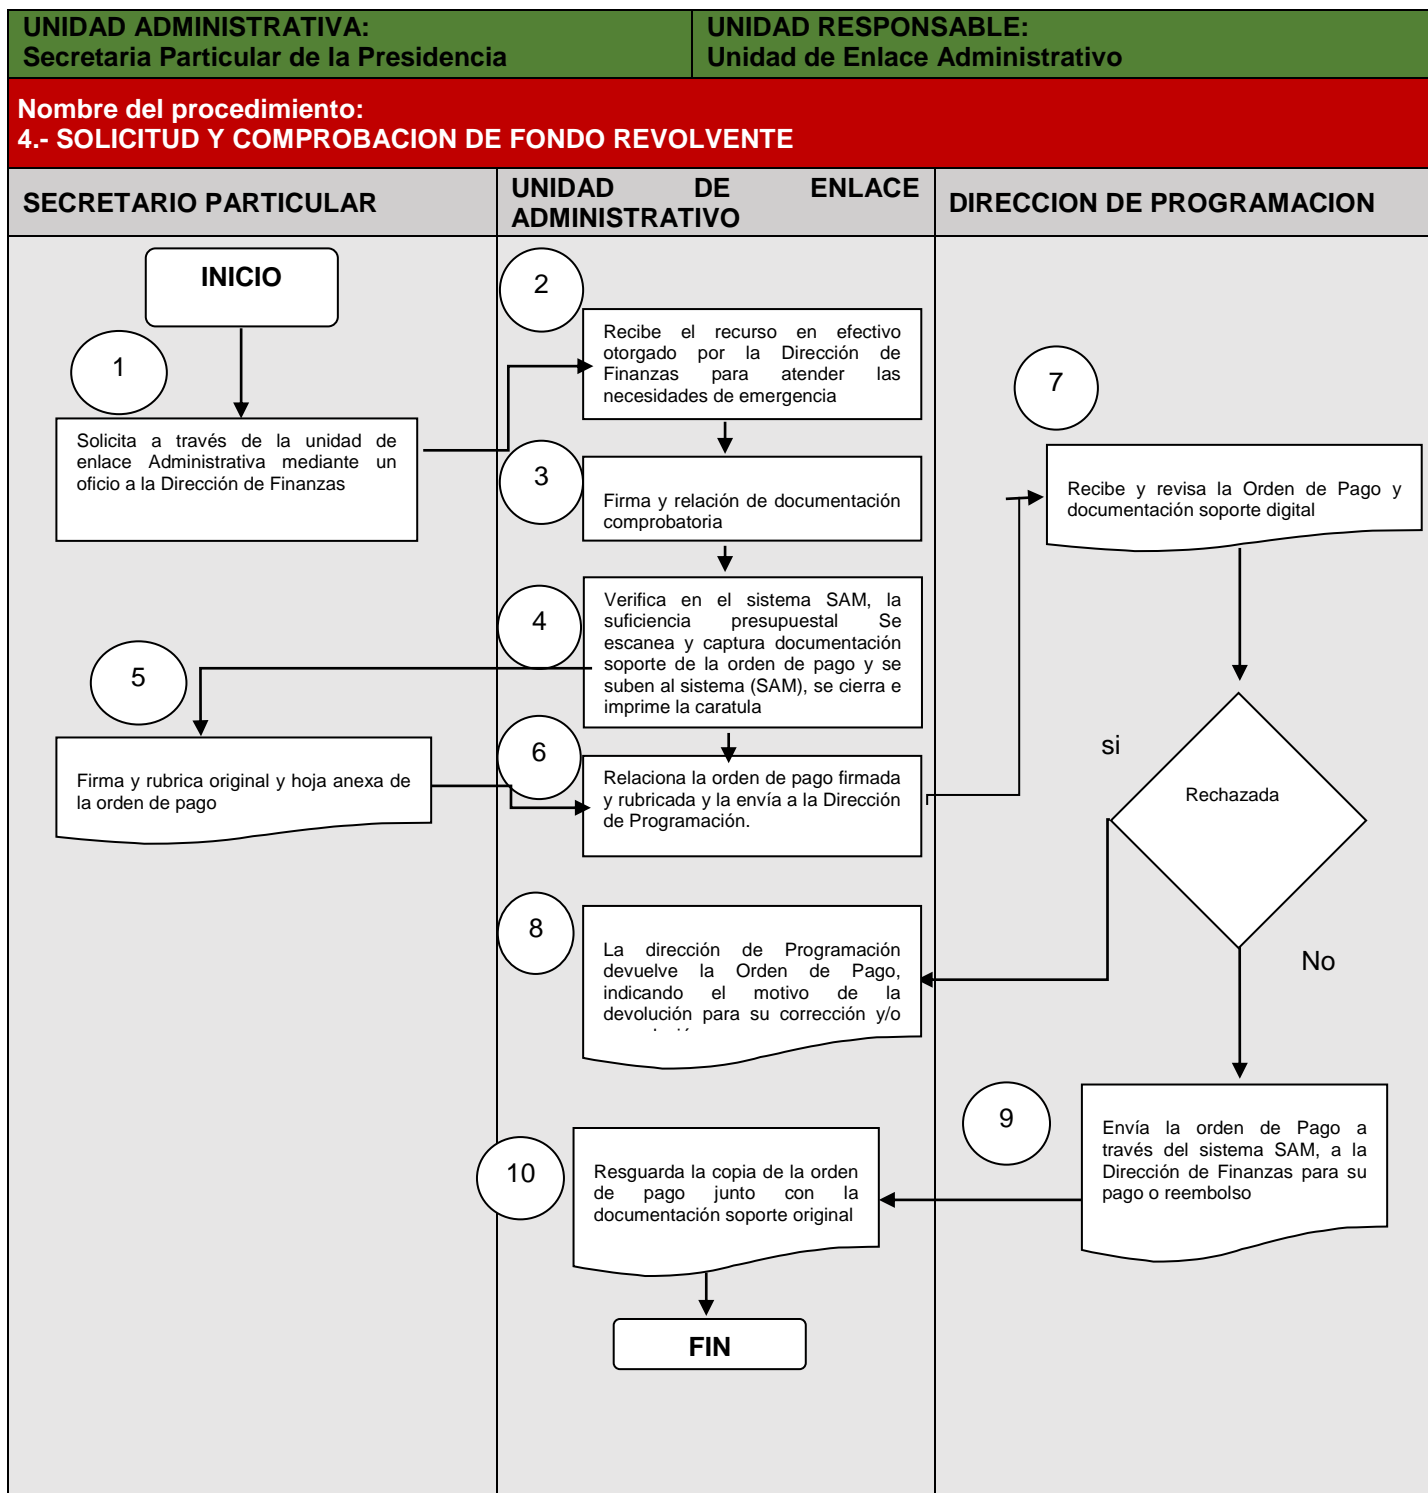 UNIDAD ADMINISTRATIVA:
Secretaria Particular de la Presidencia
UNIDAD RESPONSABLE:
Unidad de Enlace Administrativo
Nombre del procedimiento:
4.- SOLICITUD Y COMPROBACION DE FONDO REVOLVENTE
SECRETARIO PARTICULAR
UNIDAD DE ENLACE
ADMINISTRATIVO
DIRECCION DE PROGRAMACION
INICIO
1
Solicita a través de la unidad de
enlace Administrativa mediante un
oficio a la Dirección de Finanzas
2
Recibe el recurso en efectivo
otorgado por la Dirección de
Finanzas para atender las
necesidades de emergencia
3
Firma y relación de documentación
comprobatoria
4
Verifica en el sistema SAM, la
suficiencia presupuestal Se
escanea y captura documentación
soporte de la orden de pago y se
suben al sistema (SAM), se cierra e
imprime la caratula
5
Firma y rubrica original y hoja anexa de
la orden de pago
6
Relaciona la orden de pago firmada
y rubricada y la envía a la Dirección
de Programación.
7
Recibe y revisa la Orden de Pago y
documentación soporte digital
si
Rechazada
No
8
La dirección de Programación
devuelve la Orden de Pago,
indicando el motivo de la
devolución para su corrección y/o
9
Envía la orden de Pago a
través del sistema SAM, a la
Dirección de Finanzas para su
pago o reembolso
10
Resguarda la copia de la orden
de pago junto con la
documentación soporte original
FIN